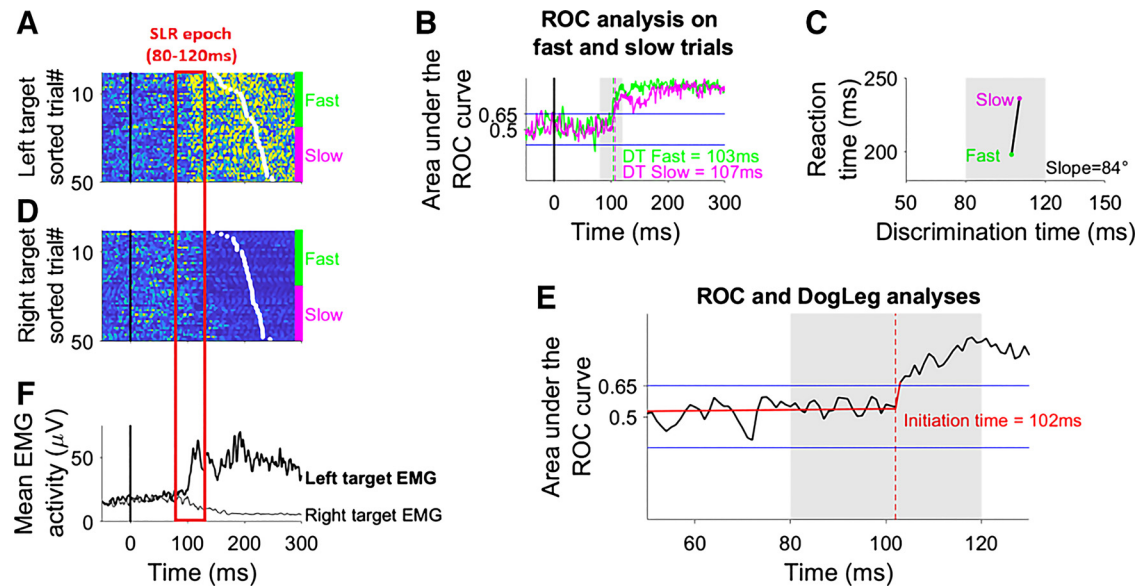 A
SLR epoch
(80-120ms)
Left target
sorted trial#
10
50
Fast
Slow
B
ROC analysis on
fast and slow trials
Area under the
ROC curve
0.65
0.5
DT Fast = 103ms
DT Slow = 107ms
0
100
200
300
Time (ms)
C
Reaction
time (ms)
250
200
Slow
Fast
Slope=84°
50
80
120
150
Discrimination time (ms)
D
Right target
sorted trial#
10
50
Fast
Slow
E
ROC and DogLeg analyses
Area under the
ROC curve
0.65
0.5
Initiation time = 102ms
60
80
100
120
Time (ms)
F
Mean EMG
activity (μV)
50
0
Left target EMG
Right target EMG
0
100
200
300
Time (ms)